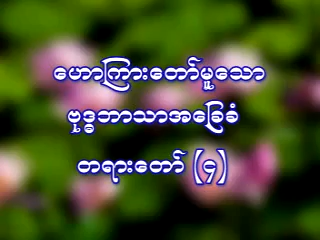 ဟောကြားတော်မူသော
ဗုဒ္ဓဘာသာအခြေခံ
တရားတော် (၄)